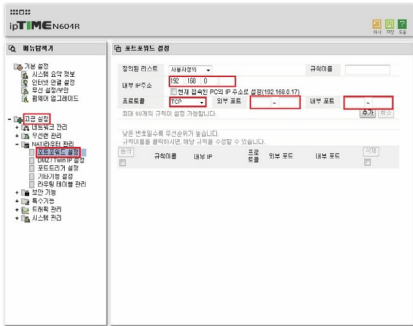 ipTIME N604R
메뉴탐색기
포트포워드 설정
기본 설정
시스템 요약 정보
인터넷 연결 설정
무선 설정/보안
펌웨어 업그레이드
고급 설정
네트워크 관리
무선랜 관리
NAT/라우터 관리
포트포워드 설정
DMZ / Twin IP 설정
포트트리거 설정
기타기능 설정
라우팅 테이블 관리
보안 기능
특수기능
트래픽 관리
시스템 관리
정의된 리스트 사용자정의 규칙이름
내부 IP주소 192 168 0
현재 접속된 PC의 IP 주소로 설정(192.168.0.17)
프로토콜 TCP 외부 포트 ~ 내부 포트 ~
최대 60개의 규칙이 설정 가능합니다. 추가 취소
낮은 번호일수록 우선순위가 높습니다.
규칙이름을 클릭하시면, 해당 규칙을 수정할 수 있습니다.
규칙이름 내부 IP 프로토콜 외부 포트 내부 포트 삭제